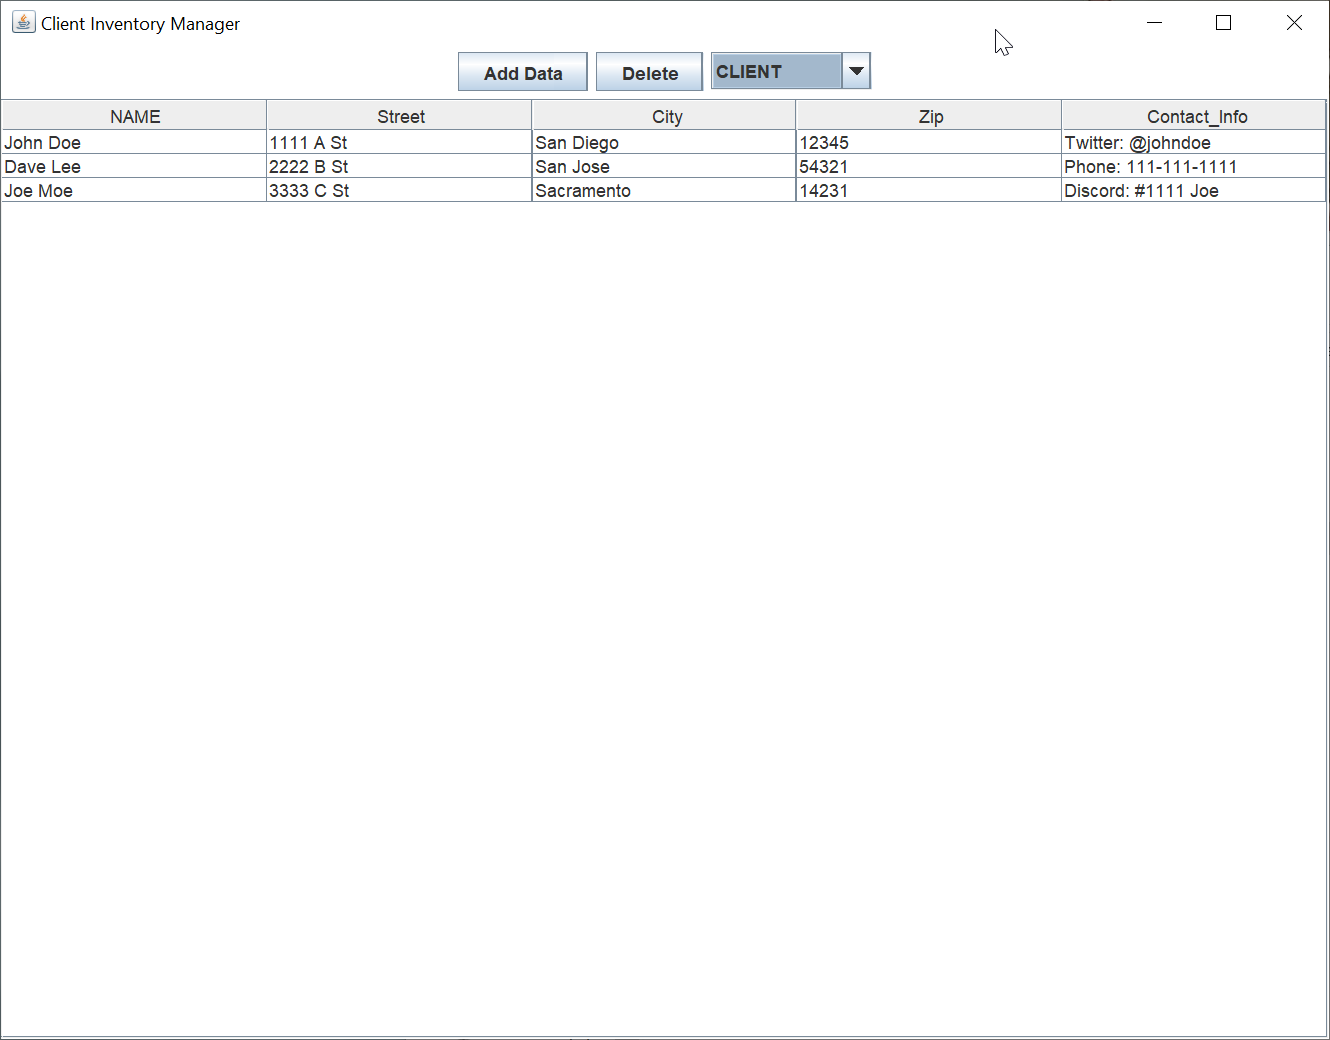 Client Inventory Manager
Add Data Delete CLIENT
NAME Street City Zip Contact_Info
John Doe 1111 A St San Diego 12345 Twitter: @johndoe
Dave Lee 2222 B St San Jose 54321 Phone: 111-111-1111
Joe Moe 3333 C St Sacramento 14231 Discord: #1111 Joe